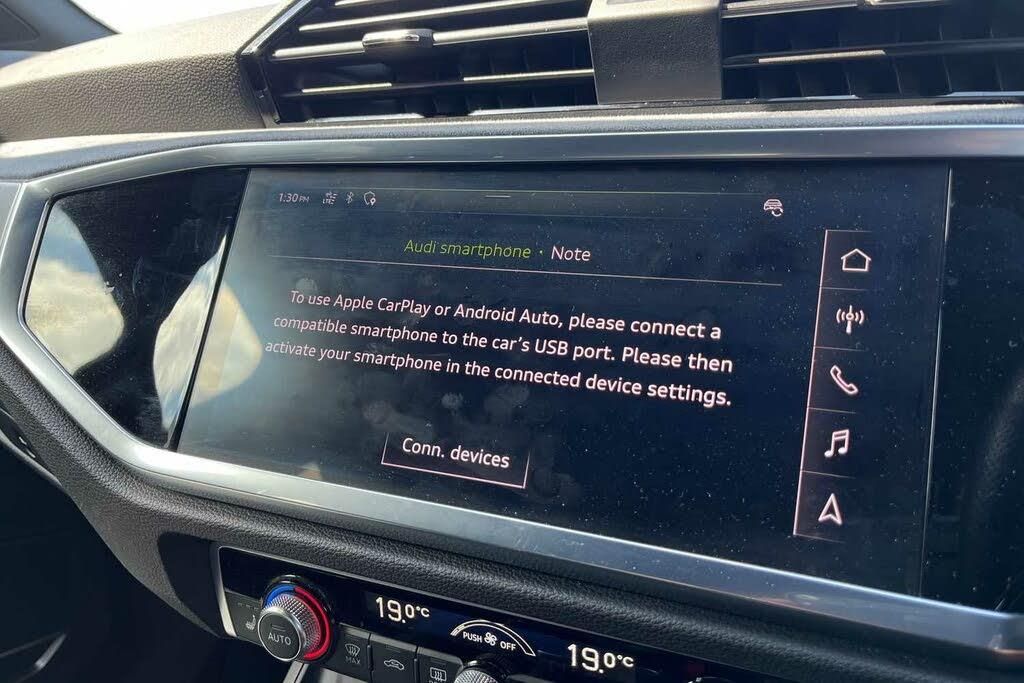 1:30 PM LTE
Audi smartphone · Note
To use Apple CarPlay or Android Auto, please connect a
compatible smartphone to the car's USB port. Please then
activate your smartphone in the connected device settings.
Conn. devices
AUTO
MAX
19.0°C
PUSH OFF
19.0°C